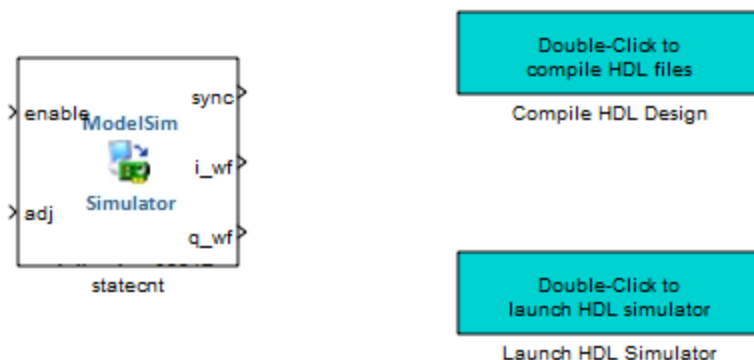 enable
adj
ModelSim
Simulator
sync
i_wf
q_wf
statecnt
Double-Click to
compile HDL files
Compile HDL Design
Double-Click to
launch HDL simulator
Launch HDL Simulator